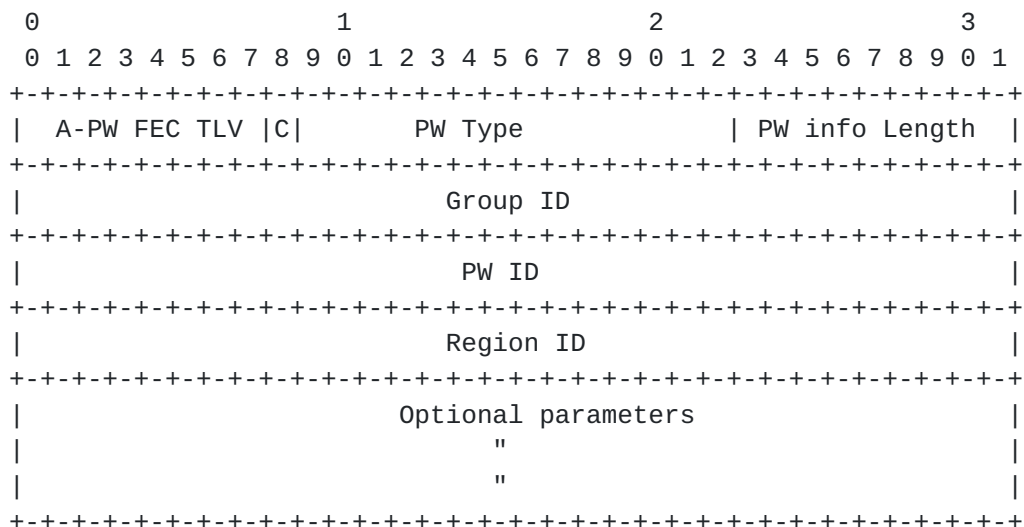 0                   1                   2                   3
 0 1 2 3 4 5 6 7 8 9 0 1 2 3 4 5 6 7 8 9 0 1 2 3 4 5 6 7 8 9 0 1
+-+-+-+-+-+-+-+-+-+-+-+-+-+-+-+-+-+-+-+-+-+-+-+-+-+-+-+-+-+-+-+-+
|  A-PW FEC TLV |C|       PW Type             | PW info Length  |
+-+-+-+-+-+-+-+-+-+-+-+-+-+-+-+-+-+-+-+-+-+-+-+-+-+-+-+-+-+-+-+-+
|                           Group ID                            |
+-+-+-+-+-+-+-+-+-+-+-+-+-+-+-+-+-+-+-+-+-+-+-+-+-+-+-+-+-+-+-+-+
|                            PW ID                              |
+-+-+-+-+-+-+-+-+-+-+-+-+-+-+-+-+-+-+-+-+-+-+-+-+-+-+-+-+-+-+-+-+
|                           Region ID                           |
+-+-+-+-+-+-+-+-+-+-+-+-+-+-+-+-+-+-+-+-+-+-+-+-+-+-+-+-+-+-+-+-+
|                        Optional parameters                    |
|                              "                                |
|                              "                                |
+-+-+-+-+-+-+-+-+-+-+-+-+-+-+-+-+-+-+-+-+-+-+-+-+-+-+-+-+-+-+-+-+